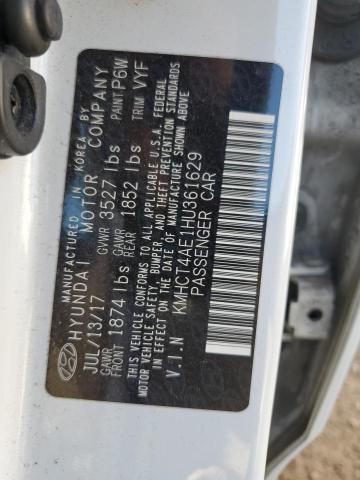 MANUFACTURED IN KOREA BY
HYUNDAI MOTOR COMPANY
JUL/13/17 GVWR 3527 lbs PAINT P6W
GAWR FRONT 1874 lbs GAWR REAR 1852 lbs TRIM VYF
THIS VEHICLE CONFORMS TO ALL APPLICABLE U.S.A. FEDERAL
MOTOR VEHICLE SAFETY, BUMPER, AND THEFT PREVENTION STANDARDS
IN EFFECT ON THE DATE OF MANUFACTURE SHOWN ABOVE.
V.I.N KMHCT4AE1HU361629
PASSENGER CAR